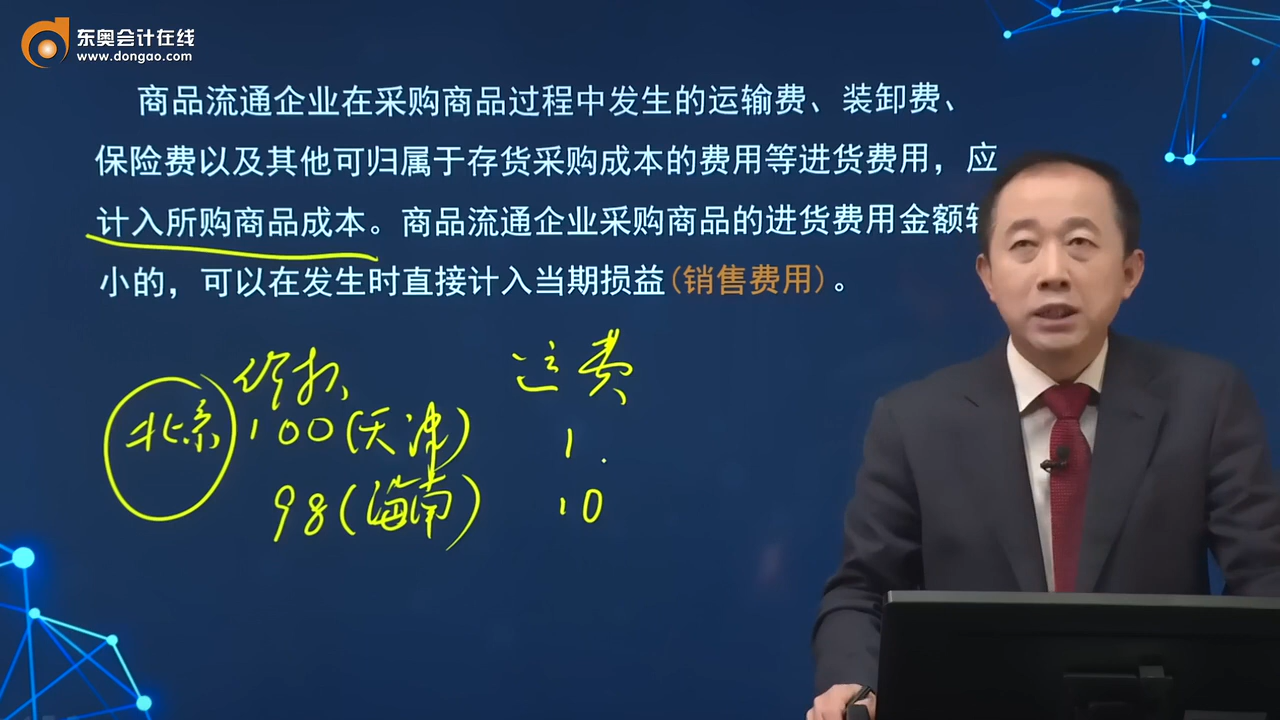 东奥会计在线
www.dongao.com
商品流通企业在采购商品过程中发生的运输费、装卸费、
保险费以及其他可归属于存货采购成本的费用等进货费用，应
计入所购商品成本。商品流通企业采购商品的进货费用金额较
小的，可以在发生时直接计入当期损益(销售费用)。
价款 运费
北京 100(天津) 1
98(海南) 10